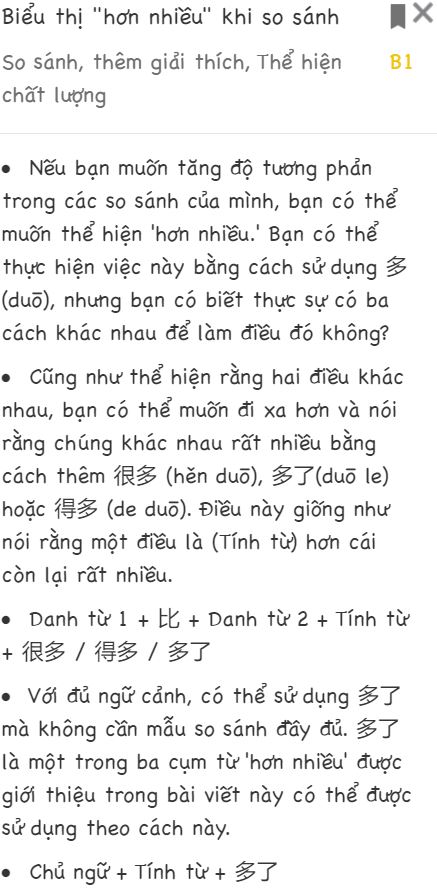 Biểu thị "hơn nhiều" khi so sánh
So sánh, thêm giải thích, Thể hiện B1
chất lượng
• Nếu bạn muốn tăng độ tương phản
trong các so sánh của mình, bạn có thể
muốn thể hiện 'hơn nhiều.' Bạn có thể
thực hiện việc này bằng cách sử dụng 多
(duō), nhưng bạn có biết thực sự có ba
cách khác nhau để làm điều đó không?
• Cũng như thể hiện rằng hai điều khác
nhau, bạn có thể muốn đi xa hơn và nói
rằng chúng khác nhau rất nhiều bằng
cách thêm 很多 (hěn duō), 多了(duō le)
hoặc 得多 (de duō). Điều này giống như
nói rằng một điều là (Tính từ) hơn cái
còn lại rất nhiều.
• Danh từ 1 + 比 + Danh từ 2 + Tính từ
+ 很多 / 得多 / 多了
• Với đủ ngữ cảnh, có thể sử dụng 多了
mà không cần mẫu so sánh đầy đủ. 多了
là một trong ba cụm từ 'hơn nhiều' được
giới thiệu trong bài viết này có thể được
sử dụng theo cách này.
• Chủ ngữ + Tính từ + 多了